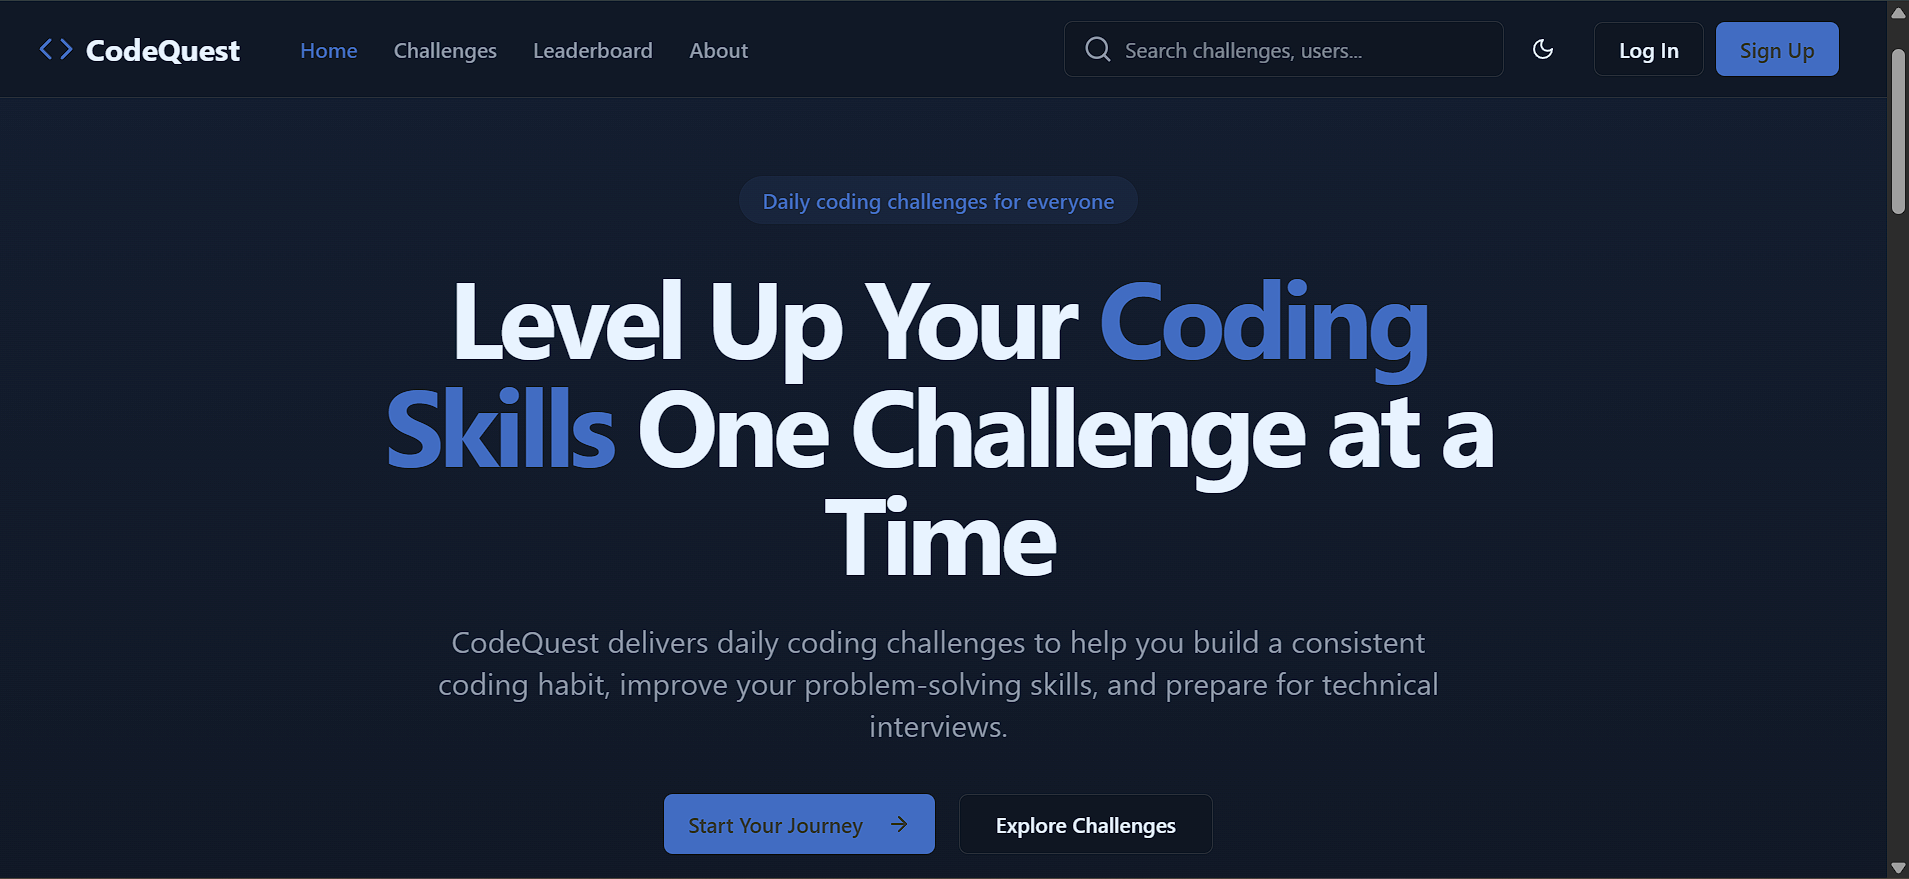 CodeQuest
Home
Challenges
Leaderboard
About
Search challenges, users...
Log In
Sign Up
Daily coding challenges for everyone
Level Up Your Coding
Skills One Challenge at a
Time
CodeQuest delivers daily coding challenges to help you build a consistent
coding habit, improve your problem-solving skills, and prepare for technical
interviews.
Start Your Journey
Explore Challenges